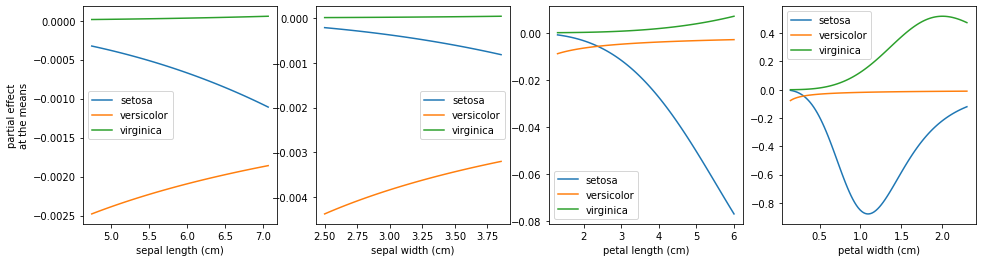 partial effect
at the means
0.0000
−0.0005
−0.0010
−0.0015
−0.0020
−0.0025
setosa
versicolor
virginica
5.0 5.5 6.0 6.5 7.0
sepal length (cm)
0.000
−0.001
−0.002
−0.003
−0.004
setosa
versicolor
virginica
2.50 2.75 3.00 3.25 3.50 3.75
sepal width (cm)
0.00
−0.02
−0.04
−0.06
−0.08
setosa
versicolor
virginica
2 3 4 5 6
petal length (cm)
0.4
0.2
0.0
−0.2
−0.4
−0.6
−0.8
setosa
versicolor
virginica
0.5 1.0 1.5 2.0
petal width (cm)